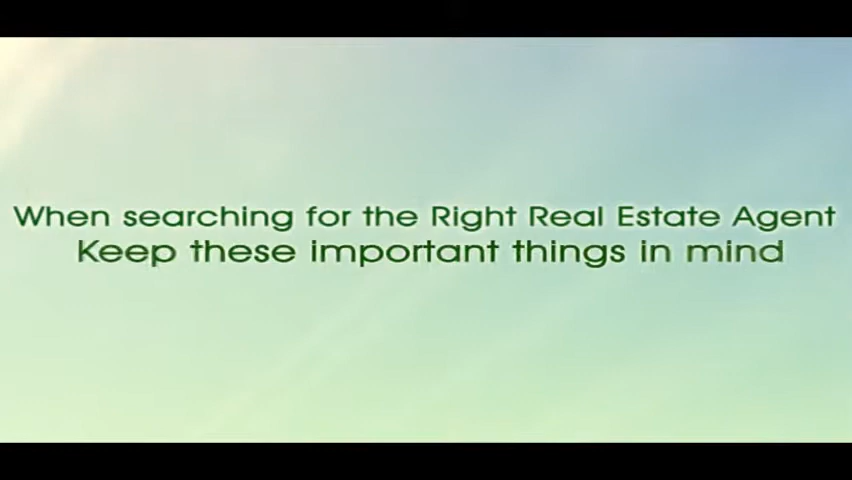 When searching for the Right Real Estate Agent
Keep these important things in mind